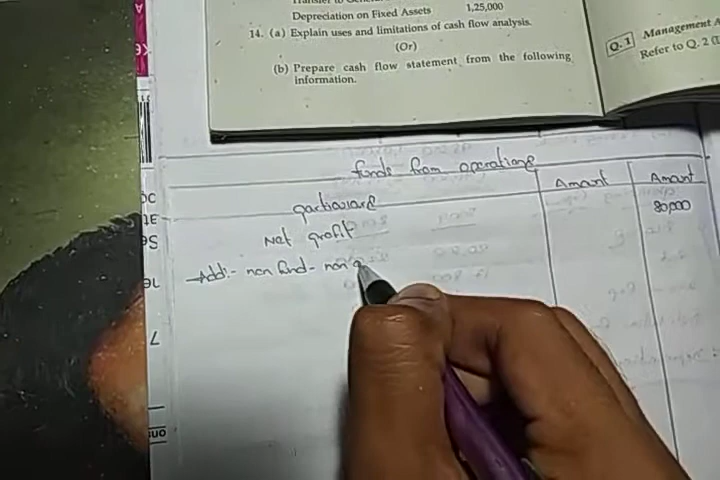 Depreciation on Fixed Assets 1,25,000
14. (a) Explain uses and limitations of cash flow analysis.
(Or)
(b) Prepare cash flow statement from the following
information.
Q. 1 Management
Refer to Q. 2
funds from operations
Amount Amount
Net profit 80,000
Add:- non fund- non